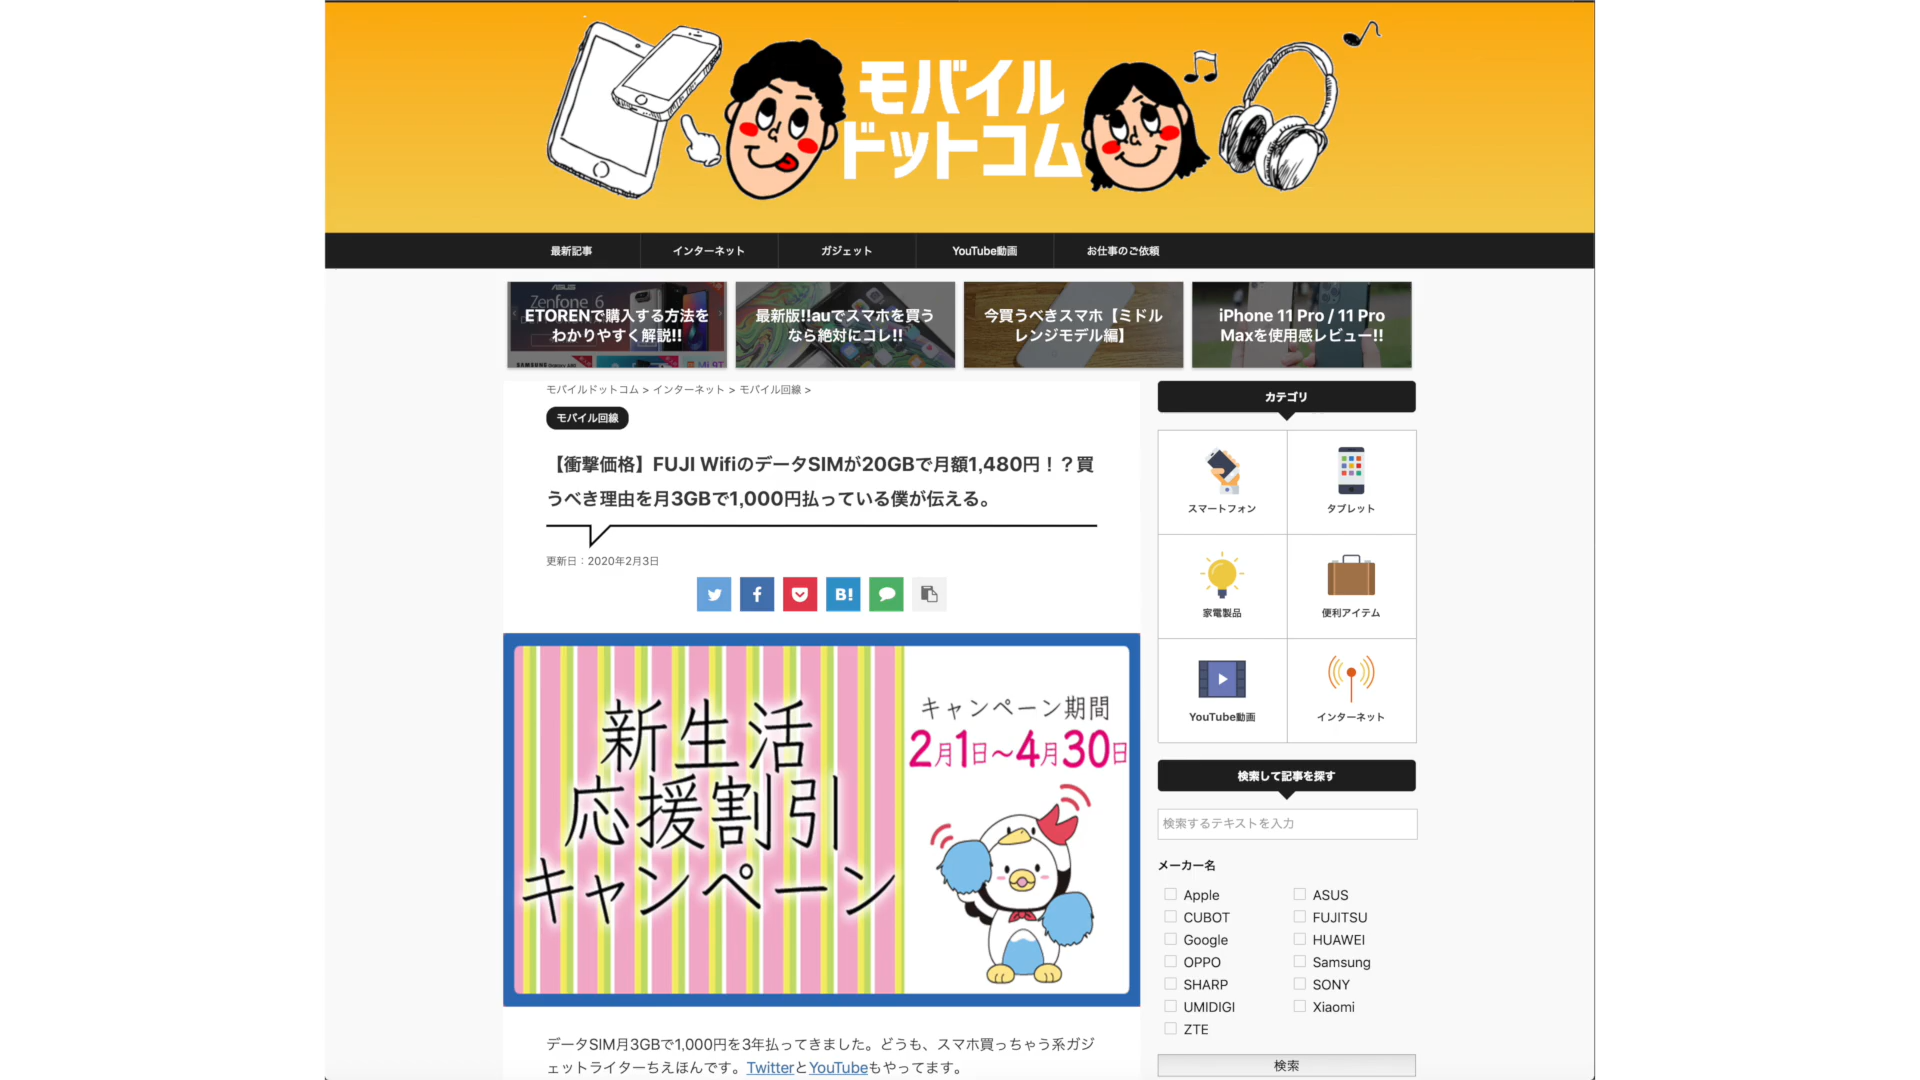 モバイル
ドットコム
最新記事
インターネット
ガジェット
YouTube動画
お仕事のご依頼
ASUS
Zenfone 6
ETORENで購入する方法を
わかりやすく解説!!
最新版!!auでスマホを買う
なら絶対にコレ!!
今買うべきスマホ【ミドル
レンジモデル編】
iPhone 11 Pro / 11 Pro
Maxを使用感レビュー!!
モバイルドットコム > インターネット > モバイル回線 >
モバイル回線
【衝撃価格】FUJI WifiのデータSIMが20GBで月額1,480円！？買
うべき理由を月3GBで1,000円払っている僕が伝える。
更新日：2020年2月3日
B!
新生活
応援割引
キャンペーン
キャンペーン期間
2月1日～4月30日
データSIM月3GBで1,000円を3年払ってきました。どうも、スマホ買っちゃう系ガジ
ェットライターちえほんです。TwitterとYouTubeもやってます。
カテゴリ
スマートフォン
タブレット
家電製品
便利アイテム
YouTube動画
インターネット
検索して記事を探す
検索するテキストを入力
メーカー名
Apple
ASUS
CUBOT
FUJITSU
Google
HUAWEI
OPPO
Samsung
SHARP
SONY
UMIDIGI
Xiaomi
ZTE
検索